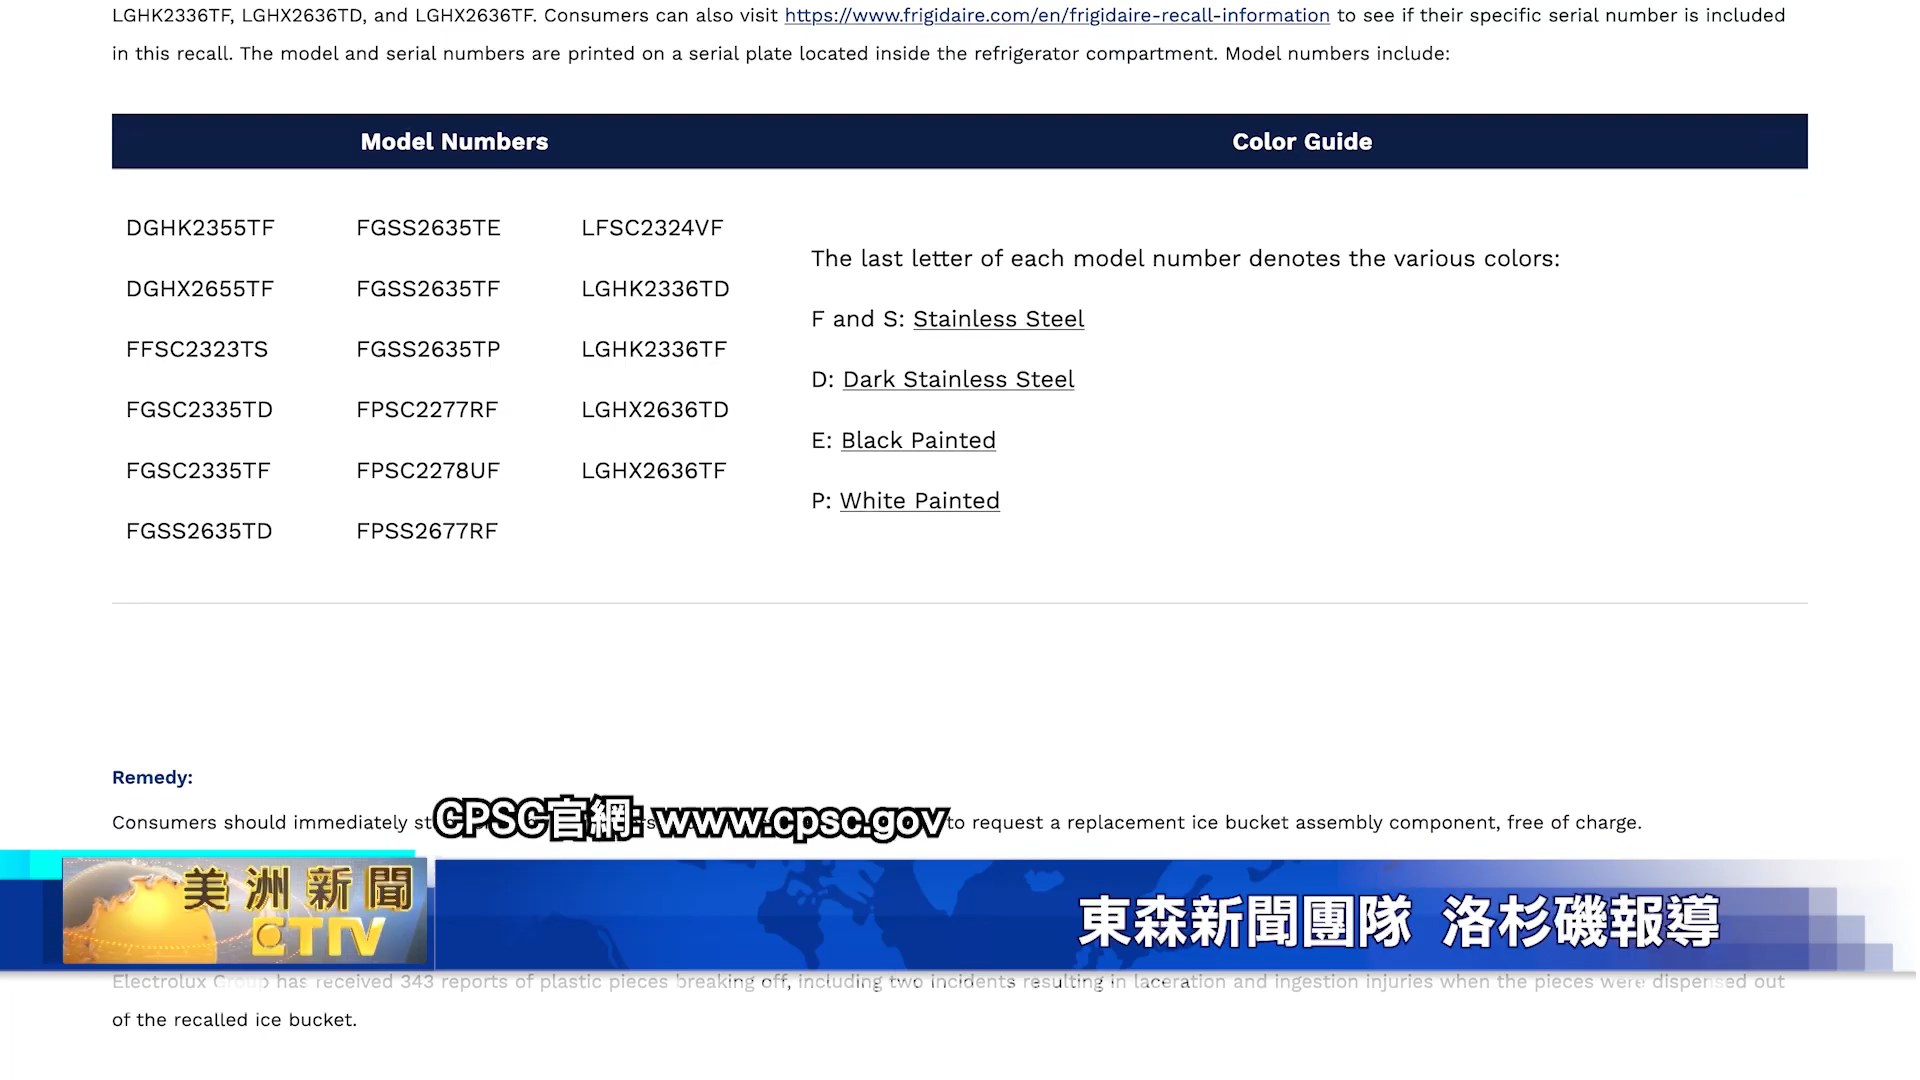 LGHK2336TF, LGHX2636TD, and LGHX2636TF. Consumers can also visit https://www.frigidaire.com/en/frigidaire-recall-information to see if their specific serial number is included
in this recall. The model and serial numbers are printed on a serial plate located inside the refrigerator compartment. Model numbers include:
Model Numbers Color Guide
DGHK2355TF FGSS2635TE LFSC2324VF
DGHX2655TF FGSS2635TF LGHK2336TD
FFSC2323TS FGSS2635TP LGHK2336TF
FGSC2335TD FPSC2277RF LGHX2636TD
FGSC2335TF FPSC2278UF LGHX2636TF
FGSS2635TD FPSS2677RF
The last letter of each model number denotes the various colors:
F and S: Stainless Steel
D: Dark Stainless Steel
E: Black Painted
P: White Painted
Remedy:
Consumers should immediately to request a replacement ice bucket assembly component, free of charge.
CPSC官網: www.cpsc.gov
美洲新聞
ETTV
東森新聞團隊 洛杉磯報導
Electrolux Group has received 343 reports of plastic pieces breaking off, including two incidents resulting in laceration and ingestion injuries when the pieces were dispensed out
of the recalled ice bucket.